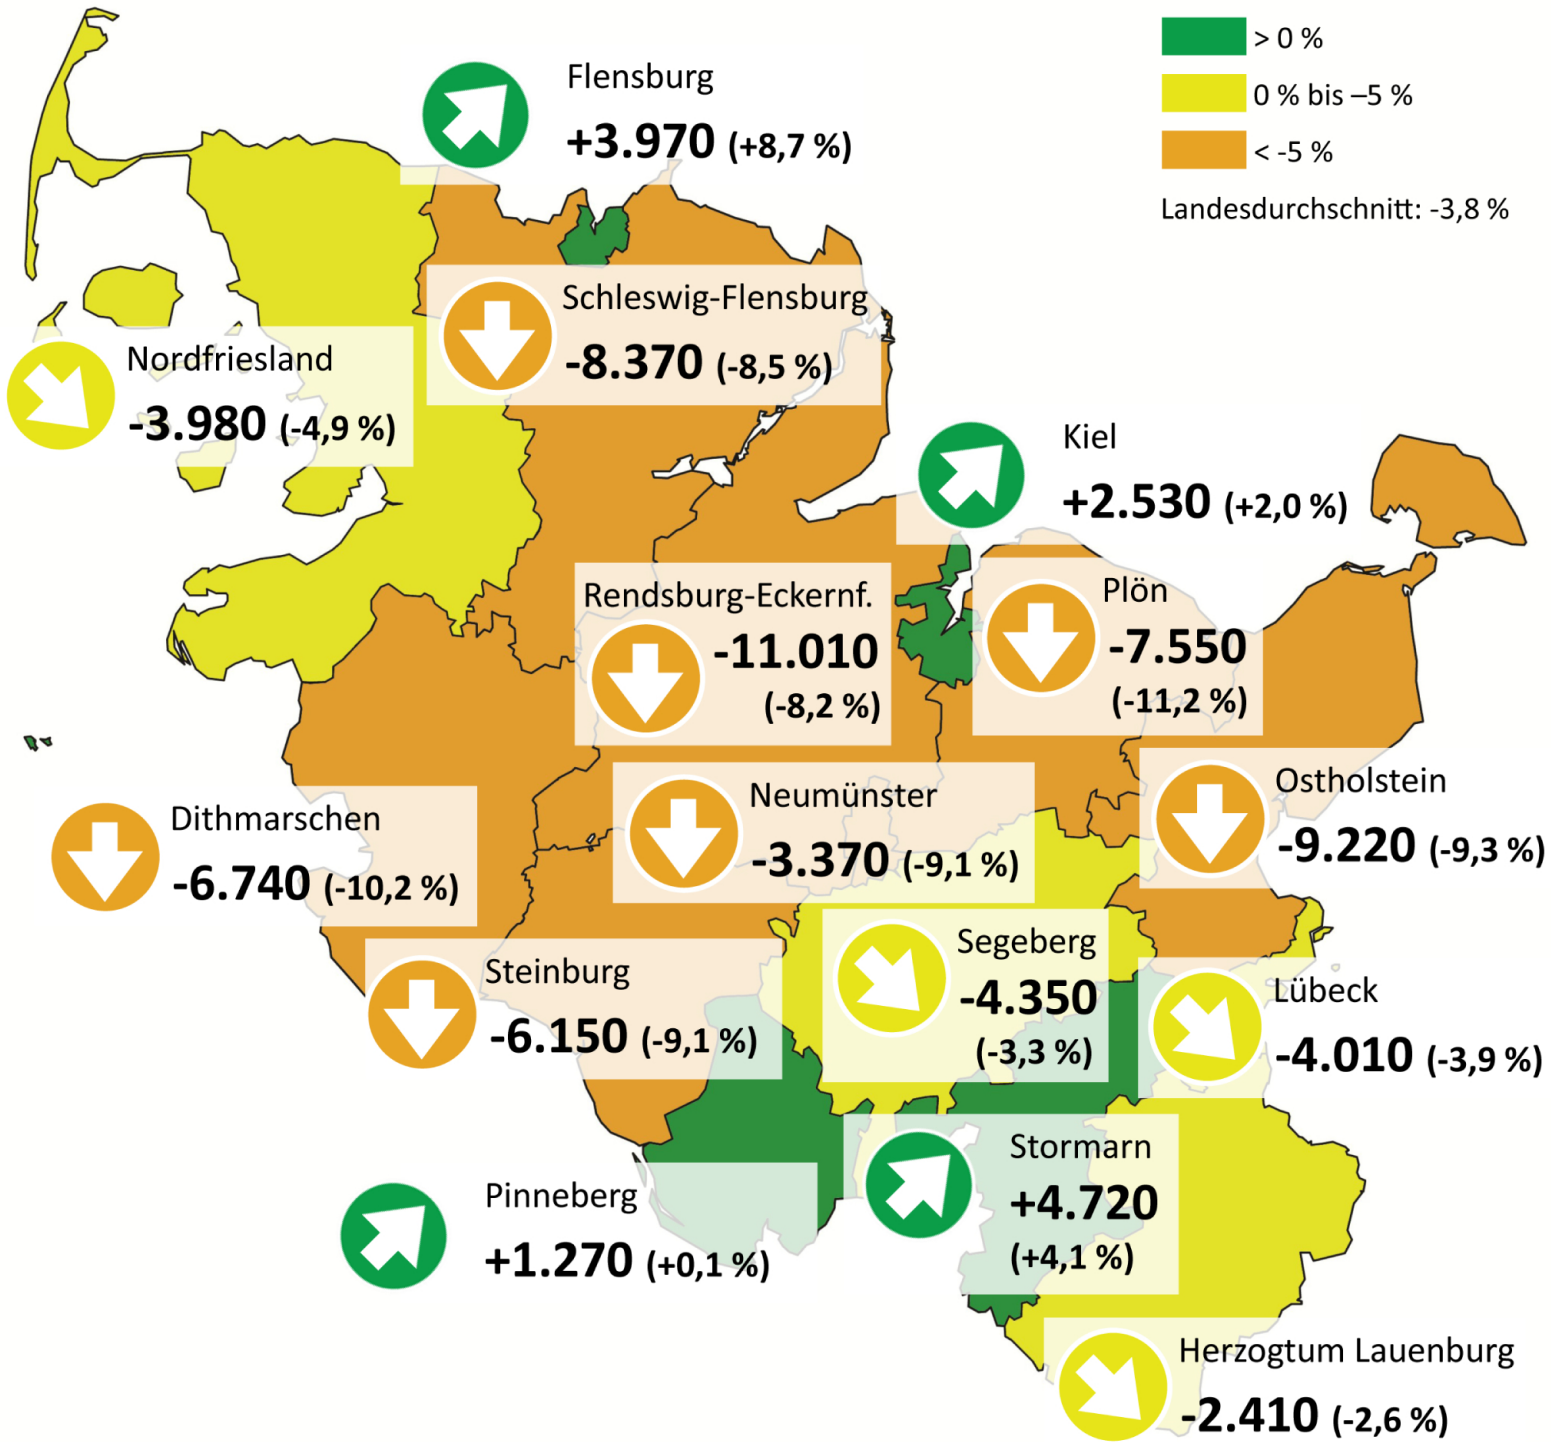 > 0 %
0 % bis –5 %
< -5 %
Landesdurchschnitt: -3,8 %
Flensburg
+3.970 (+8,7 %)
Schleswig-Flensburg
-8.370 (-8,5 %)
Nordfriesland
-3.980 (-4,9 %)
Kiel
+2.530 (+2,0 %)
Rendsburg-Eckernf.
-11.010
(-8,2 %)
Plön
-7.550
(-11,2 %)
Dithmarschen
-6.740 (-10,2 %)
Neumünster
-3.370 (-9,1 %)
Ostholstein
-9.220 (-9,3 %)
Steinburg
-6.150 (-9,1 %)
Segeberg
-4.350
(-3,3 %)
Lübeck
-4.010 (-3,9 %)
Pinneberg
+1.270 (+0,1 %)
Stormarn
+4.720
(+4,1 %)
Herzogtum Lauenburg
-2.410 (-2,6 %)